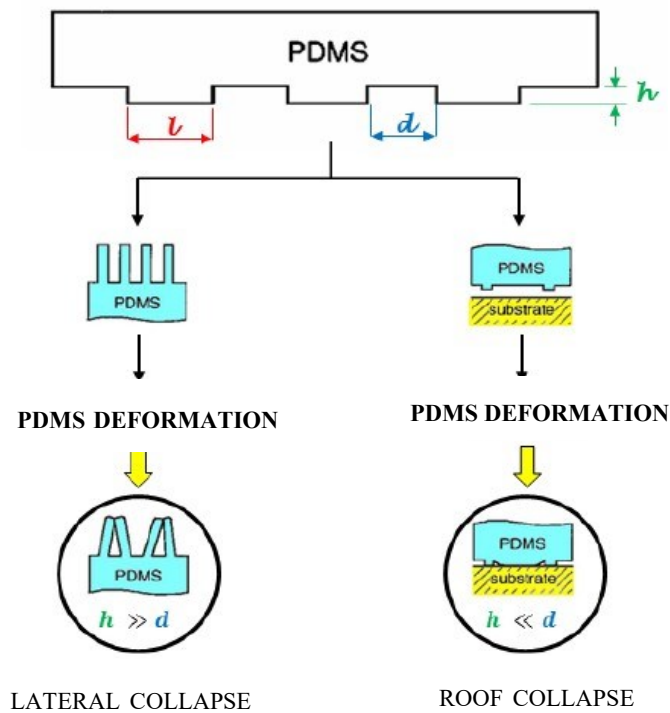 PDMS
l
d
h
PDMS
PDMS
substrate
PDMS DEFORMATION
PDMS DEFORMATION
PDMS
h ≫ d
PDMS
substrate
h ≪ d
LATERAL COLLAPSE
ROOF COLLAPSE